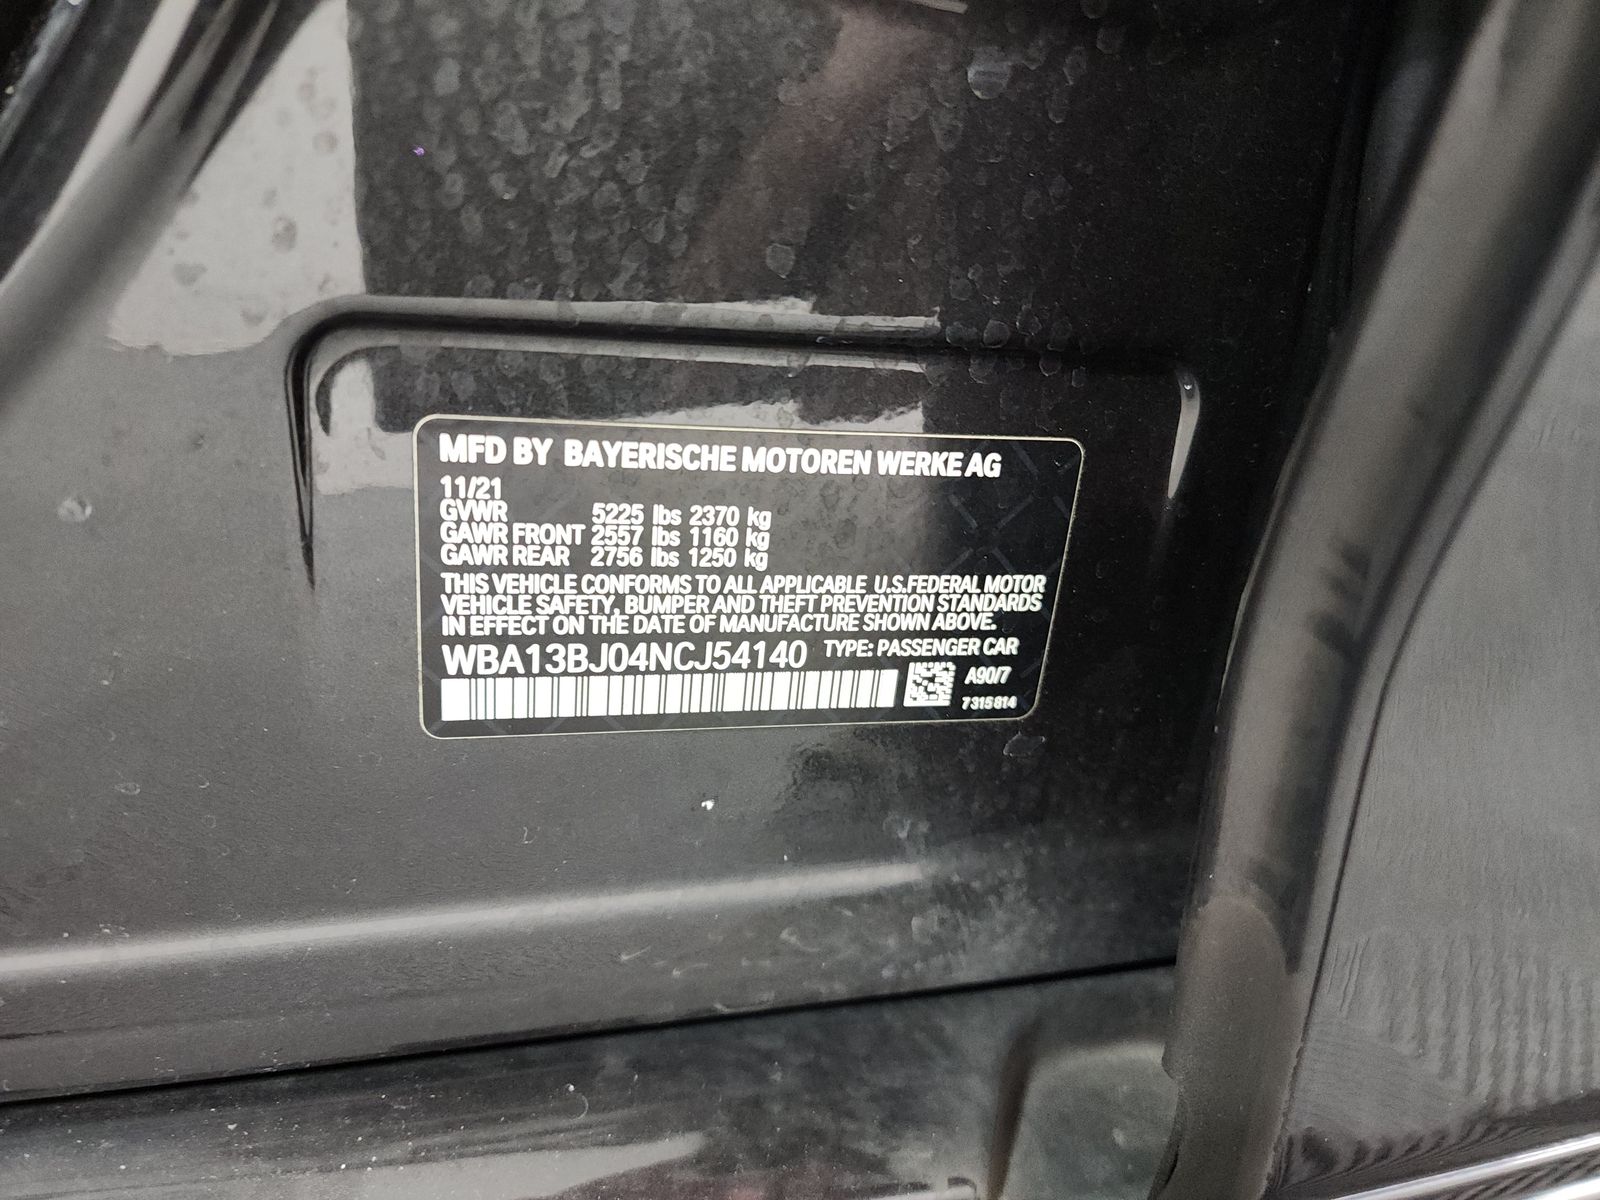 MFD BY BAYERISCHE MOTOREN WERKE AG
11/21
GVWR 5225 lbs 2370 kg
GAWR FRONT 2557 lbs 1160 kg
GAWR REAR 2756 lbs 1250 kg
THIS VEHICLE CONFORMS TO ALL APPLICABLE U.S.FEDERAL MOTOR
VEHICLE SAFETY, BUMPER AND THEFT PREVENTION STANDARDS
IN EFFECT ON THE DATE OF MANUFACTURE SHOWN ABOVE.
WBA13BJ04NCJ54140 TYPE: PASSENGER CAR
A90/7
7315814